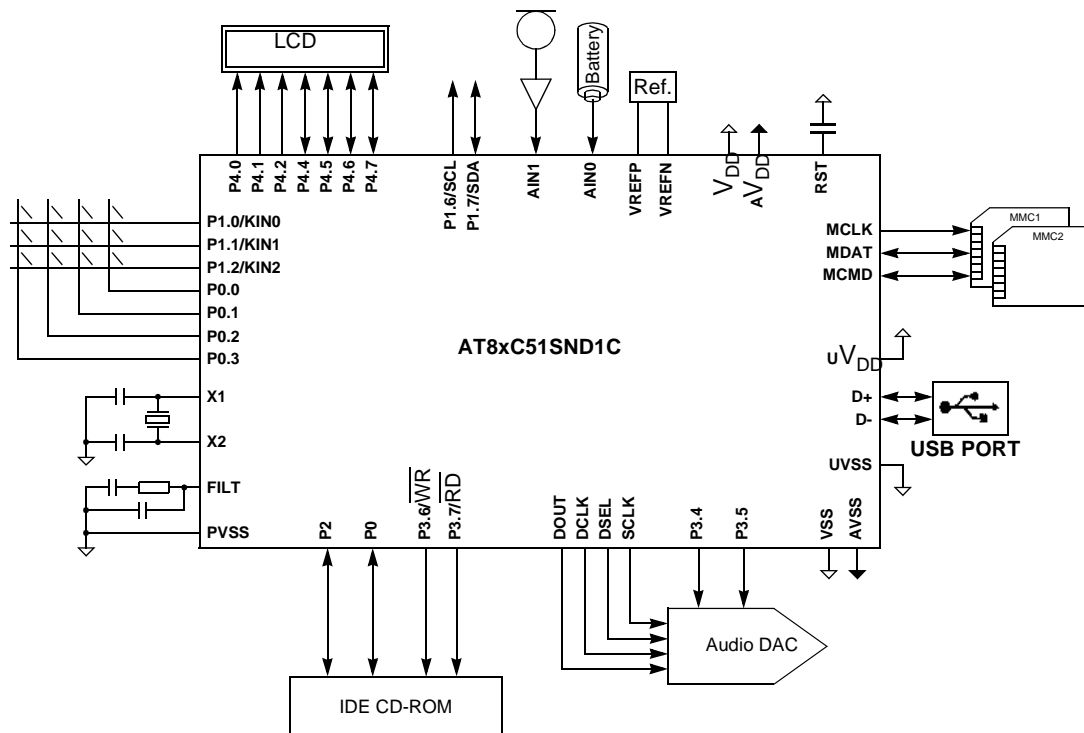 LCD
Battery
Ref.
P4.0
P4.1
P4.2
P4.4
P4.5
P4.6
P4.7
P1.6/SCL
P1.7/SDA
AIN1
AIN0
VREFP
VREFN
VDD
AVDD
RST
P1.0/KIN0
P1.1/KIN1
P1.2/KIN2
P0.0
P0.1
P0.2
P0.3
X1
X2
FILT
PVSS
AT8xC51SND1C
MCLK
MDAT
MCMD
MMC1
MMC2
UVDD
D+
D-
USB PORT
UVSS
P2
P0
P3.6/WR
P3.7/RD
DOUT
DCLK
DSEL
SCLK
P3.4
P3.5
VSS
AVSS
Audio DAC
IDE CD-ROM